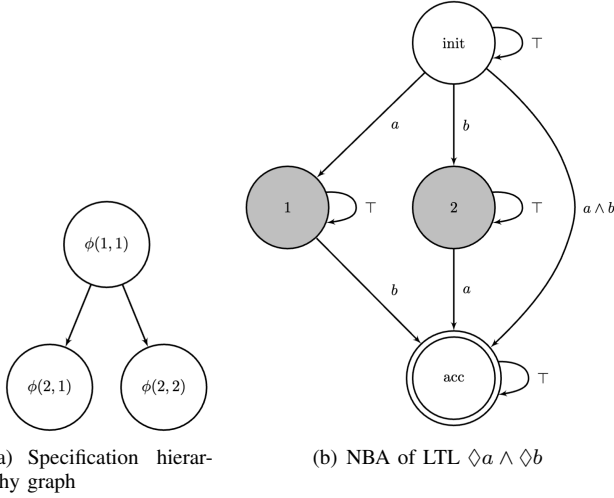 init
⊤
a
b
a ∧ b
1
⊤
2
⊤
b
a
acc
⊤
ϕ(1, 1)
ϕ(2, 1)
ϕ(2, 2)
a) Specification hierar-
hy graph
(b) NBA of LTL ◊a ∧ ◊b